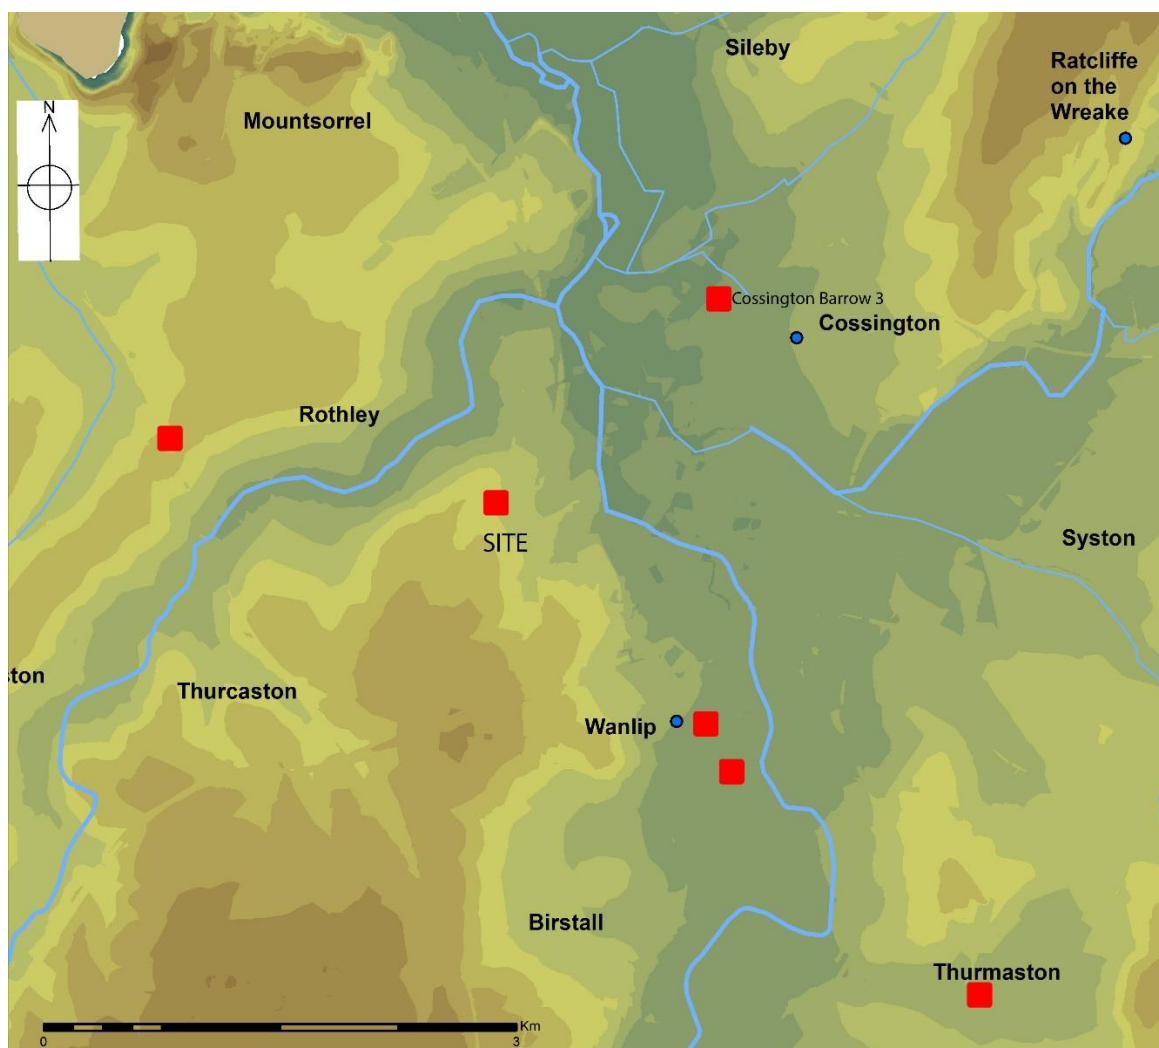 Sileby
Ratcliffe
on the
Wreake
N
Mountsorrel
Cossington Barrow 3
Cossington
Rothley
SITE
Syston
ston
Thurcaston
Wanlip
Birstall
Thurmaston
Km
0
3